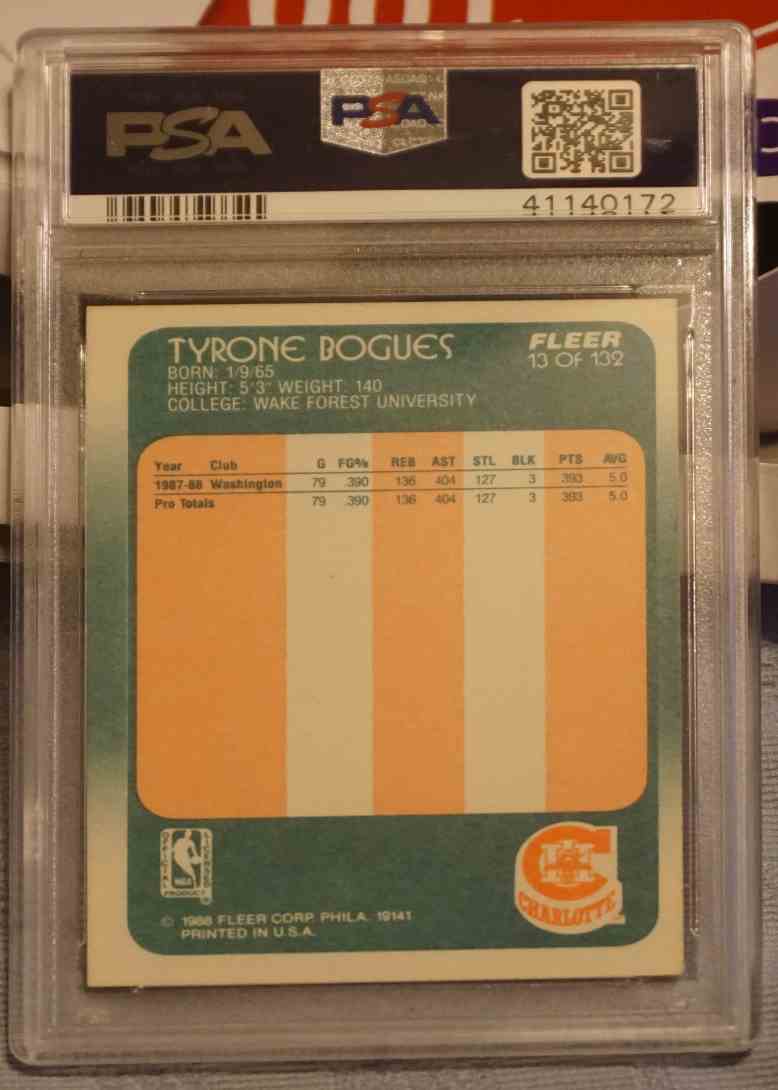 PSA
PSA
41140172
TYRONE BOGUES
FLEER
13 OF 132
BORN: 1/9/65
HEIGHT: 5'3" WEIGHT: 140
COLLEGE: WAKE FOREST UNIVERSITY
Year Club G FG% REB AST STL BLK PTS AVG
1987-88 Washington 79 .390 136 404 127 3 393 5.0
Pro Totals 79 .390 136 404 127 3 393 5.0
NBA
PRODUCT
CHARLOTTE
© 1988 FLEER CORP. PHILA. 19141
PRINTED IN U.S.A.